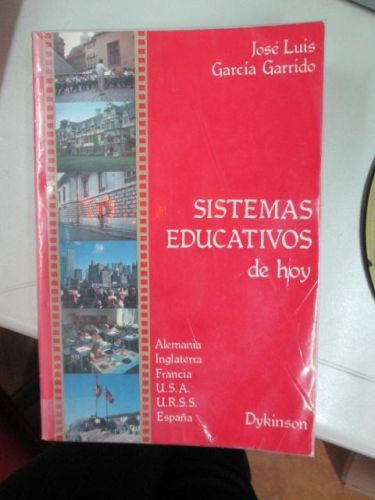 José Luis
García Garrido
SISTEMAS
EDUCATIVOS
de hoy
Alemania
Inglaterra
Francia
U.S.A.
U.R.S.S.
España
Dykinson